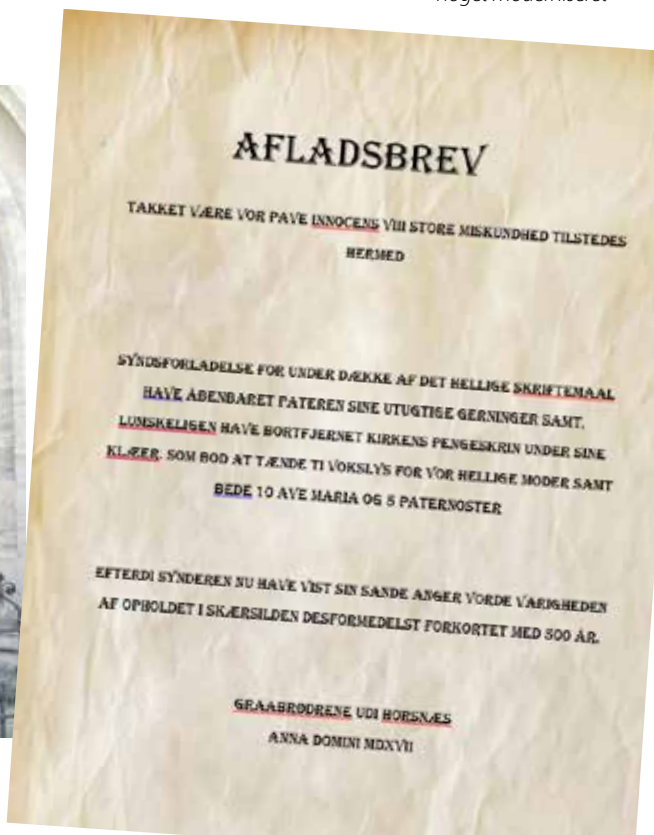 noget moderniseret
AFLADSBREV
TAKKET VÆRE VOR PAVE INNOCENS VIII STORE MISKUNDHED TILSTEDES
HERMED
SYNDSFORLADELSE FOR UNDER DÆKKE AF DET HELLIGE SKRIFTEMAAL
HAVE ÅBENBARET PATEREN SINE UTUGTIGE GERNINGER SAMT.
LUMSKELIGEN HAVE BORTFJERNET KIRKENS PENGESKRIN UNDER SINE
KLÆER. SOM BOD AT TÆNDE TI VOKSLYS FOR VOR HELLIGE MODER SAMT
BEDE 10 AVE MARIA OG 5 PATERNOSTER
EFTERDI SYNDEREN NU HAVE VIST SIN SANDE ANGER VORDE VARIGHEDEN
AF OPHOLDET I SKÆRSILDEN DESFORMEDELST FORKORTET MED 500 ÅR.
GRAABRØDRENE UDI HORSNÆS
ANNA DOMINI MDXVII